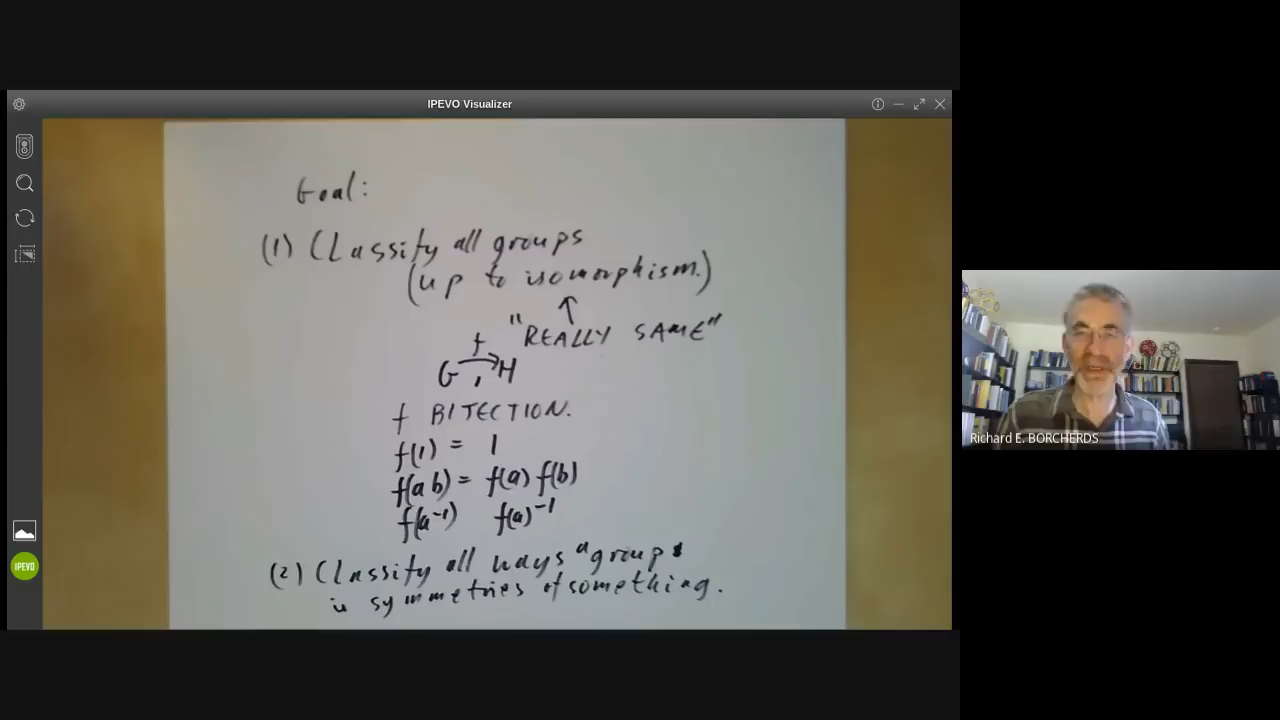 IPEVO Visualizer
Goal:
(1) Classify all groups
(up to isomorphism.)
"REALLY SAME"
f
G H
f BIJECTION.
f(1) = 1
f(ab) = f(a) f(b)
f(a⁻¹) f(a)⁻¹
(2) Classify all ways a group
is symmetries of something.
IPEVO
Richard E. BORCHERDS